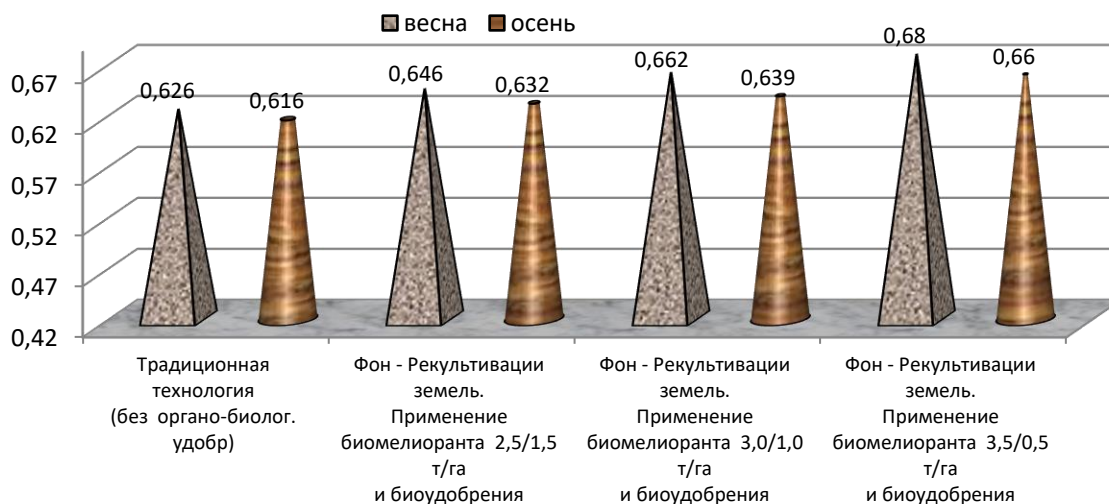 весна осень
0,67
0,62
0,57
0,52
0,47
0,42
0,626
0,616
0,646
0,632
0,662
0,639
0,68
0,66
Традиционная
технология
(без органо-биолог.
удобр)
Фон - Рекультивации
земель.
Применение
биомелиоранта 2,5/1,5
т/га
и биоудобрения
Фон - Рекультивации
земель.
Применение
биомелиоранта 3,0/1,0
т/га
и биоудобрения
Фон - Рекультивации
земель.
Применение
биомелиоранта 3,5/0,5
т/га
и биоудобрения